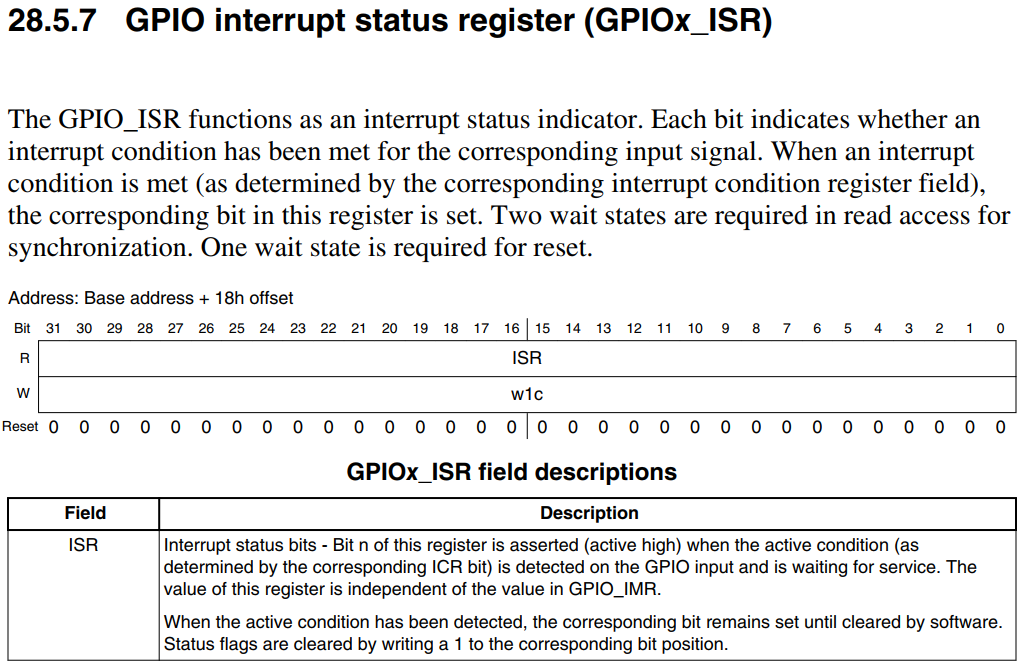 28.5.7 GPIO interrupt status register (GPIOx_ISR)
The GPIO_ISR functions as an interrupt status indicator. Each bit indicates whether an
interrupt condition has been met for the corresponding input signal. When an interrupt
condition is met (as determined by the corresponding interrupt condition register field),
the corresponding bit in this register is set. Two wait states are required in read access for
synchronization. One wait state is required for reset.
Address: Base address + 18h offset
Bit 31 30 29 28 27 26 25 24 23 22 21 20 19 18 17 16 15 14 13 12 11 10 9 8 7 6 5 4 3 2 1 0
R ISR
W w1c
Reset 0 0 0 0 0 0 0 0 0 0 0 0 0 0 0 0 0 0 0 0 0 0 0 0 0 0 0 0 0 0 0 0
GPIOx_ISR field descriptions
Field Description
ISR Interrupt status bits - Bit n of this register is asserted (active high) when the active condition (as
determined by the corresponding ICR bit) is detected on the GPIO input and is waiting for service. The
value of this register is independent of the value in GPIO_IMR.
When the active condition has been detected, the corresponding bit remains set until cleared by software.
Status flags are cleared by writing a 1 to the corresponding bit position.